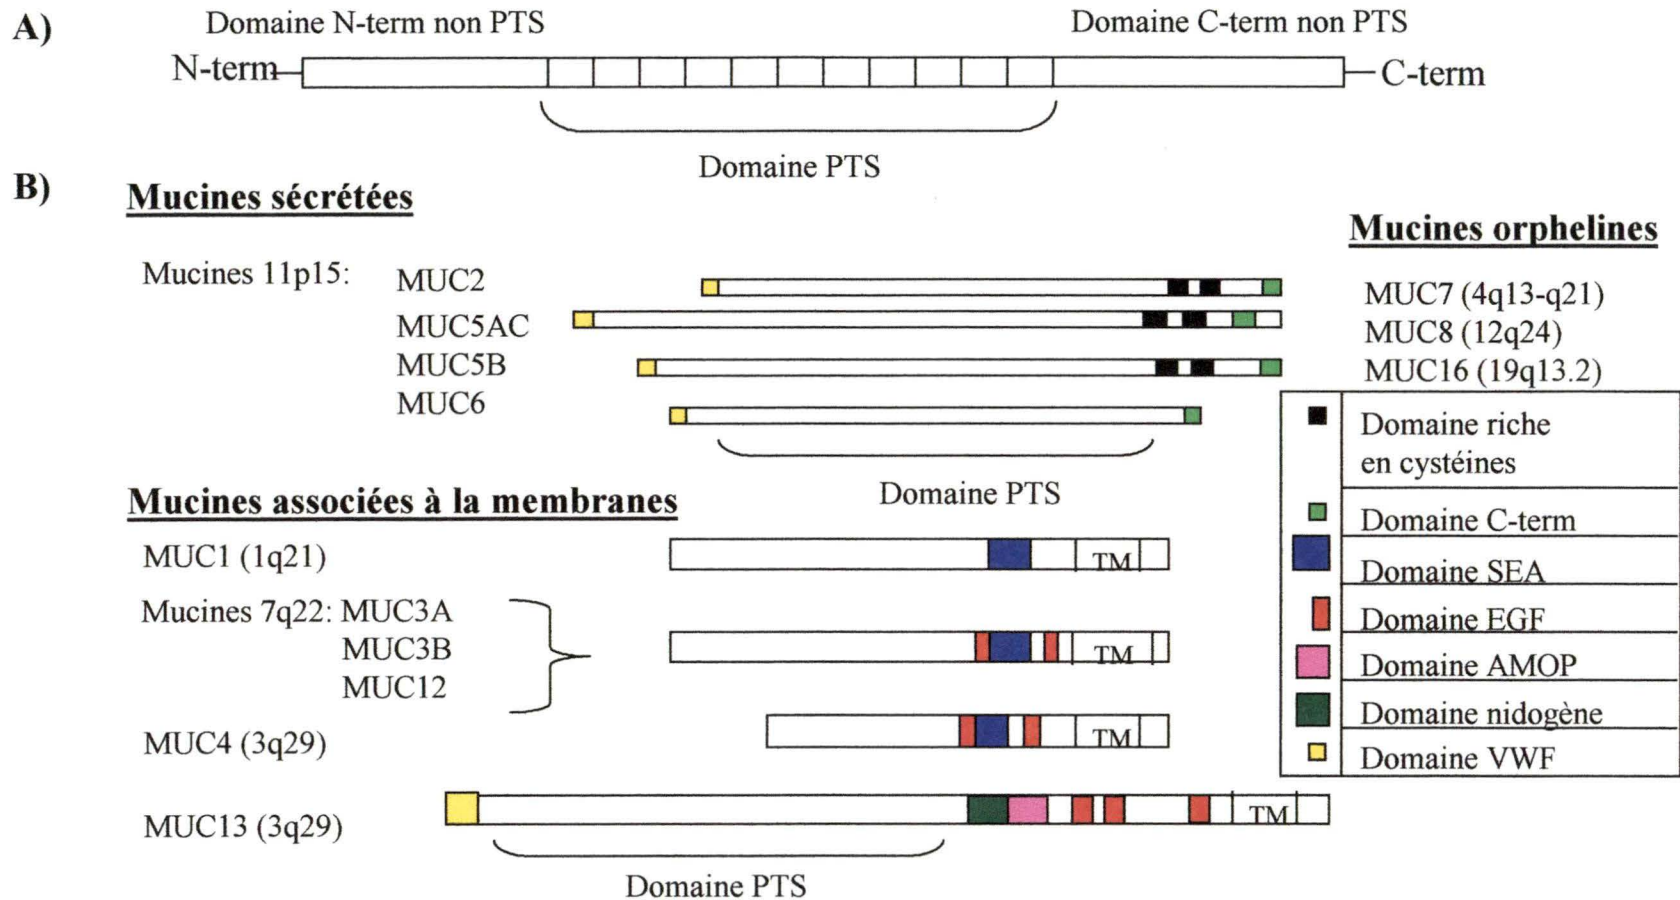 A)
Domaine N-term non PTS
Domaine C-term non PTS
N-term
C-term
Domaine PTS
B)
Mucines sécrétées
Mucines orphelines
Mucines 11p15:
MUC2
MUC5AC
MUC5B
MUC6
MUC7 (4q13-q21)
MUC8 (12q24)
MUC16 (19q13.2)
Domaine PTS
Domaine riche
en cystéines
Domaine C-term
Domaine SEA
Domaine EGF
Domaine AMOP
Domaine nidogène
Domaine VWF
Mucines associées à la membranes
MUC1 (1q21)
TM
Mucines 7q22: MUC3A
MUC3B
MUC12
TM
MUC4 (3q29)
TM
MUC13 (3q29)
TM
Domaine PTS